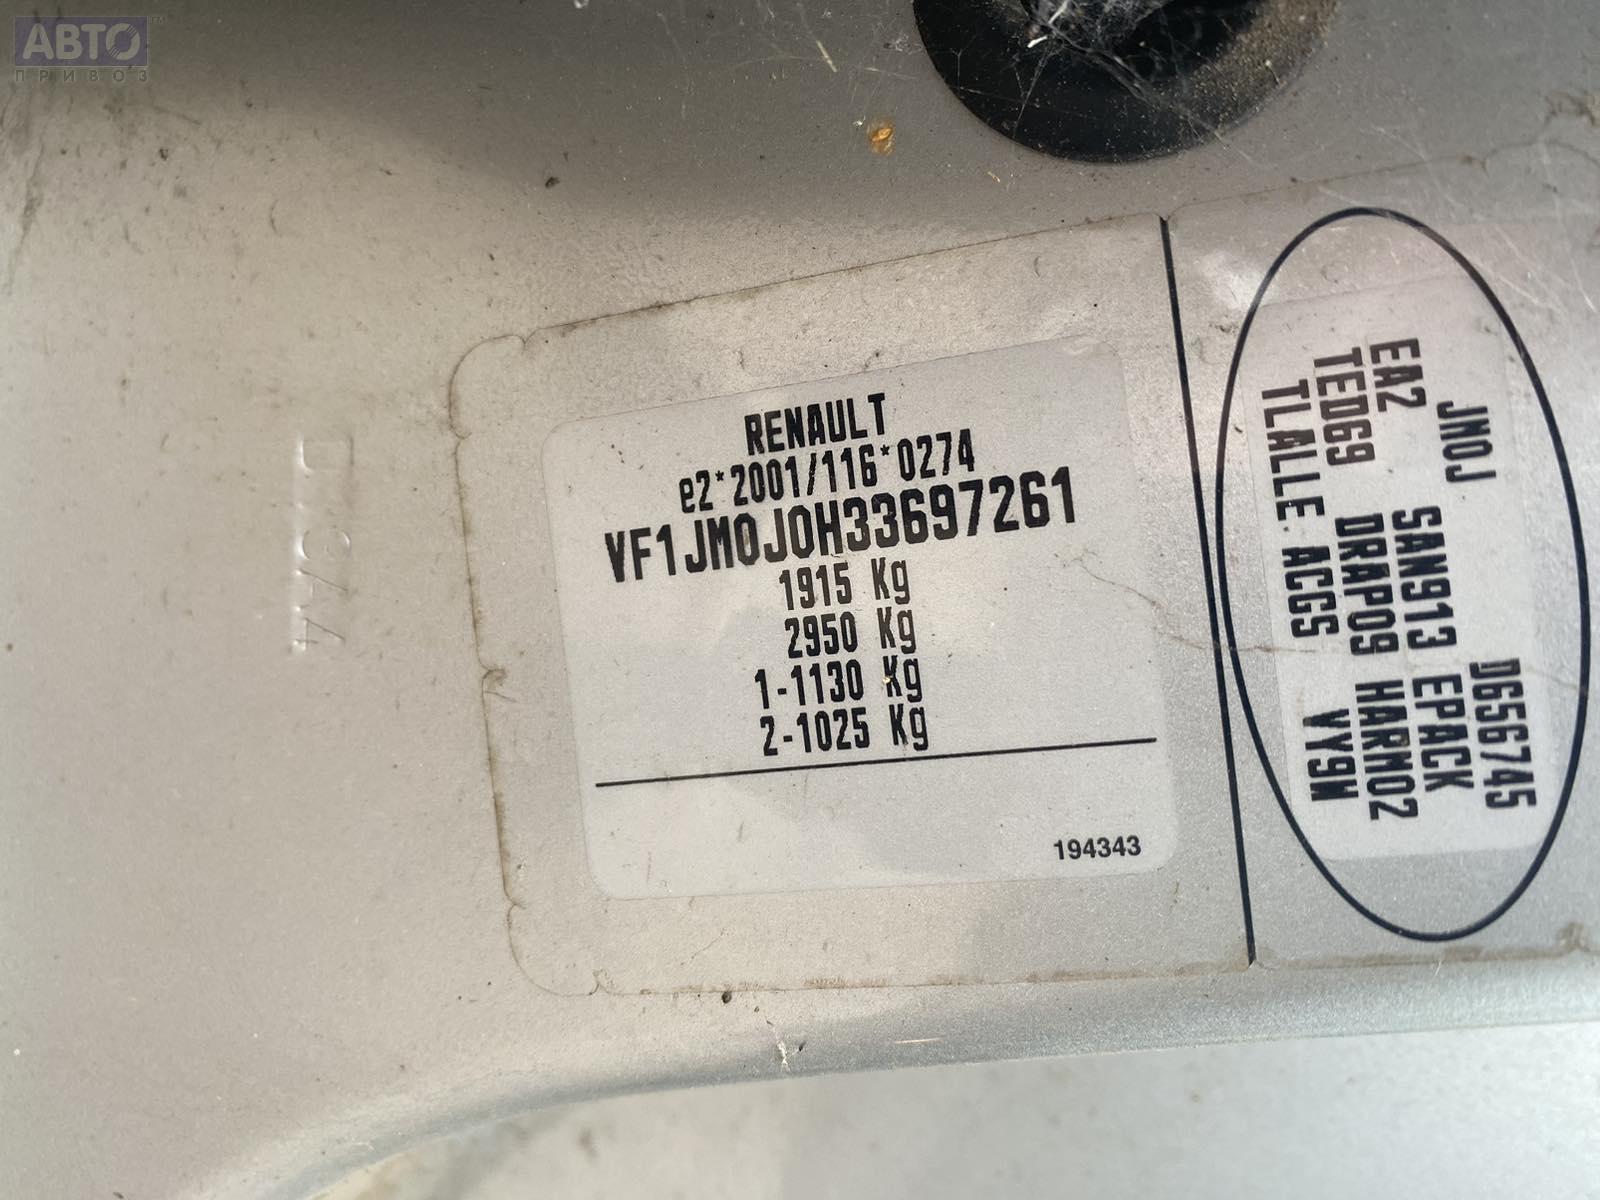 АВТО
ПРИВОЗ
RENAULT
e2*2001/116*0274
VF1JM0J0H33697261
1915 Kg
2950 Kg
1-1130 Kg
2-1025 Kg
194343
JM0J D656745
EA2 SAN913 EPACK
TED69 DRAP09 HARM02
TLALLE ACGS VY9M